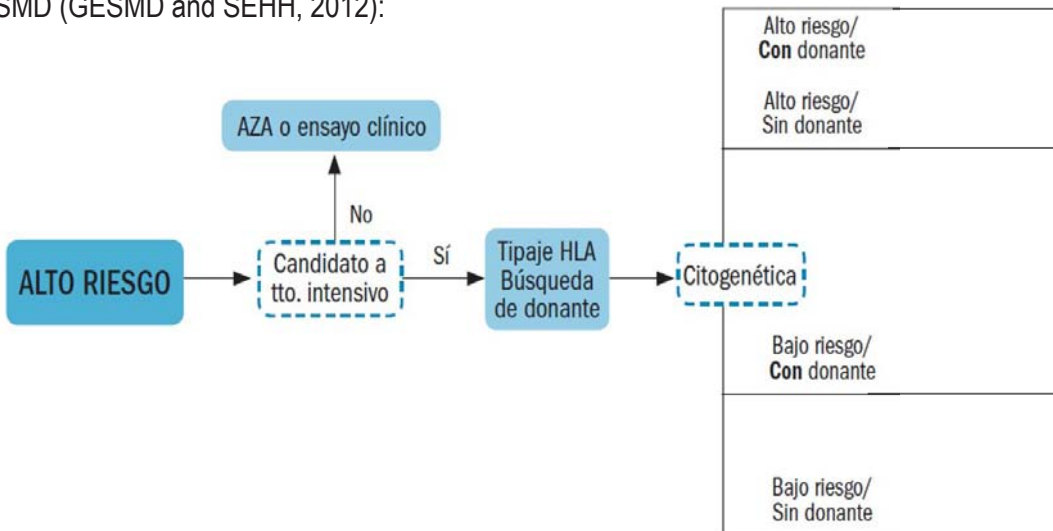 SMD (GESMD and SEHH, 2012):
Alto riesgo/
Con donante
Alto riesgo/
Sin donante
AZA o ensayo clínico
No
ALTO RIESGO
Candidato a
tto. intensivo
Sí
Tipaje HLA
Búsqueda
de donante
Citogenética
Bajo riesgo/
Con donante
Bajo riesgo/
Sin donante